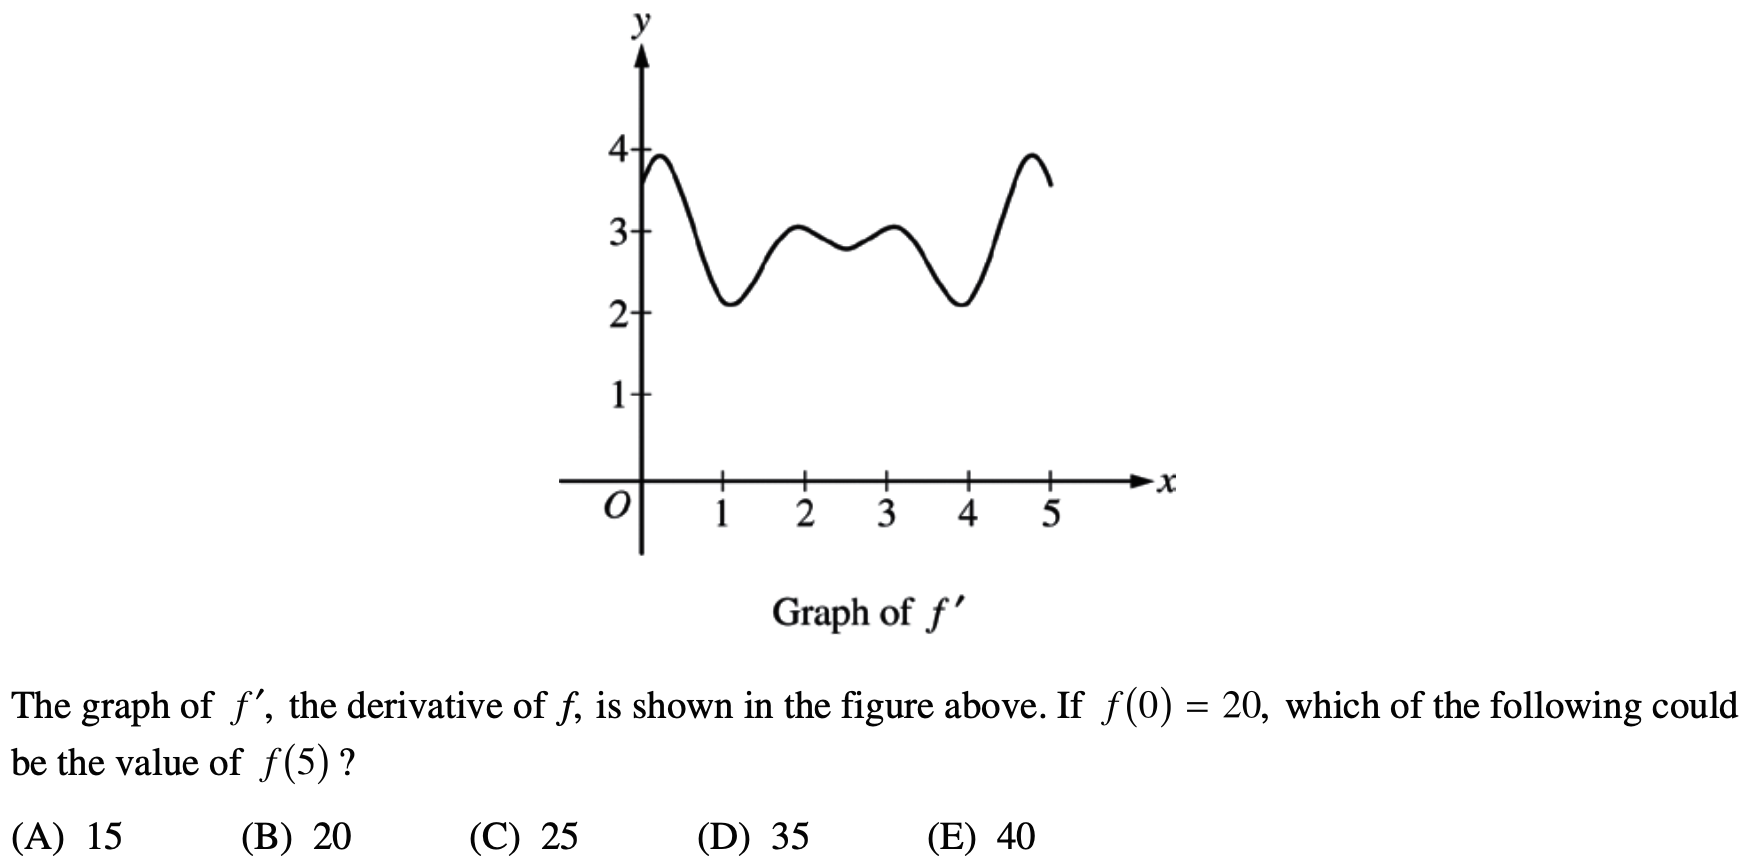 y
4
3
2
1
O 1 2 3 4 5 x
Graph of f′
The graph of f′, the derivative of f, is shown in the figure above. If f(0) = 20, which of the following could
be the value of f(5) ?
(A) 15 (B) 20 (C) 25 (D) 35 (E) 40